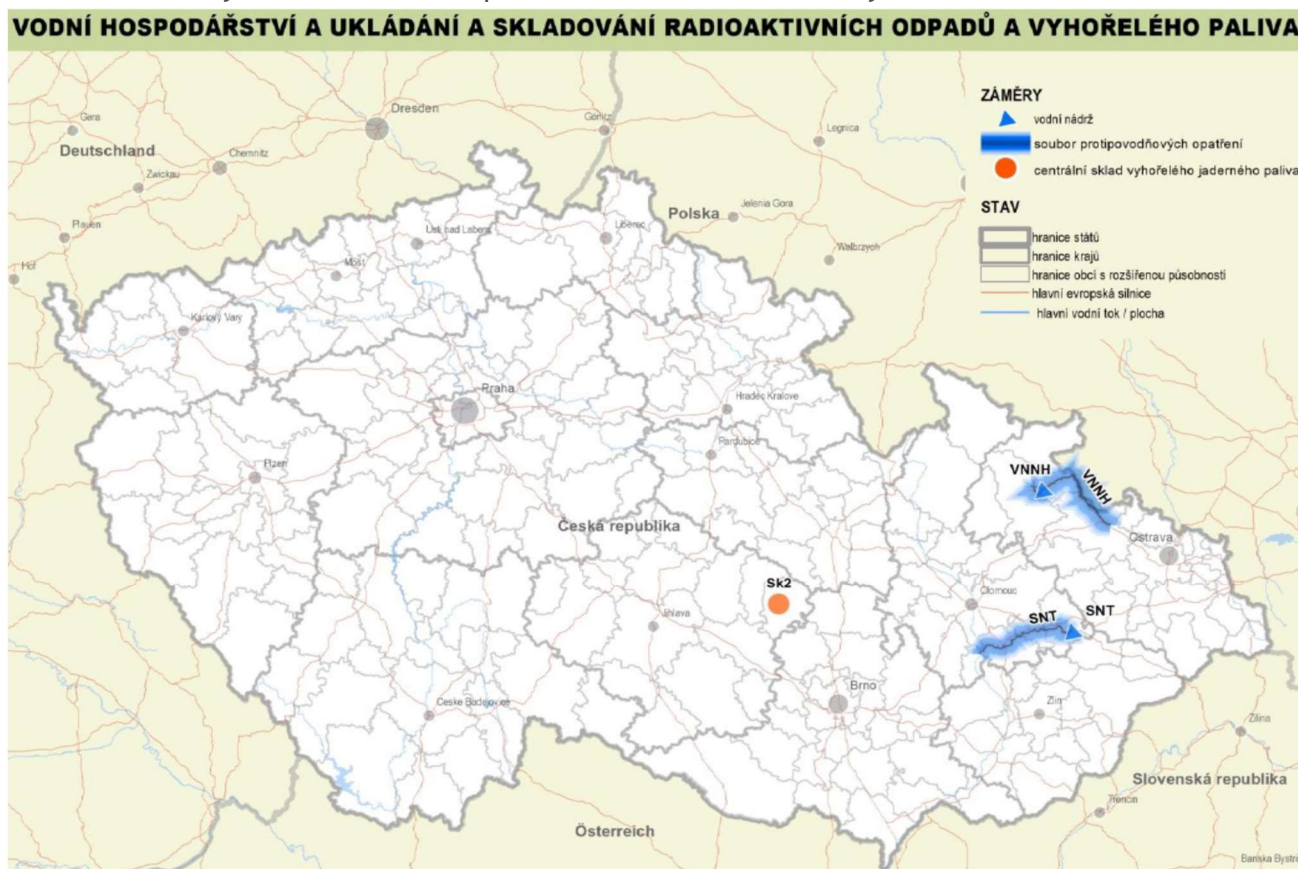 VODNÍ HOSPODÁŘSTVÍ A UKLÁDÁNÍ A SKLADOVÁNÍ RADIOAKTIVNÍCH ODPADŮ A VYHOŘELÉHO PALIVA
ZÁMĚRY
vodní nádrž
soubor protipovodňových opatření
centrální sklad vyhořelého jaderného paliva
STAV
hranice států
hranice krajů
hranice obcí s rozšířenou působností
hlavní evropská silnice
hlavní vodní tok / plocha
Dresden
Gera
Görlitz
Legnica
Deutschland
Chemnitz
Zwickau
Polska
Jelenia Gora
Plauen
Usti nad Labem
Liberec
Walbrzych
Hof
Most
Karlovy Vary
Praha
Hradec Kralove
Pardubice
Plzen
VNNH
VNNH
Česká republika
Ostrava
Sk2
Jihlava
Olomouc
SNT
SNT
Brno
Zlin
Ceske Budejovice
Zilina
Slovenská republika
Trencin
Österreich
Banska Bystri